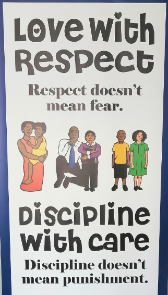 Love with
Respect
Respect doesn't
mean fear.
Discipline
with care
Discipline doesn't
mean punishment.